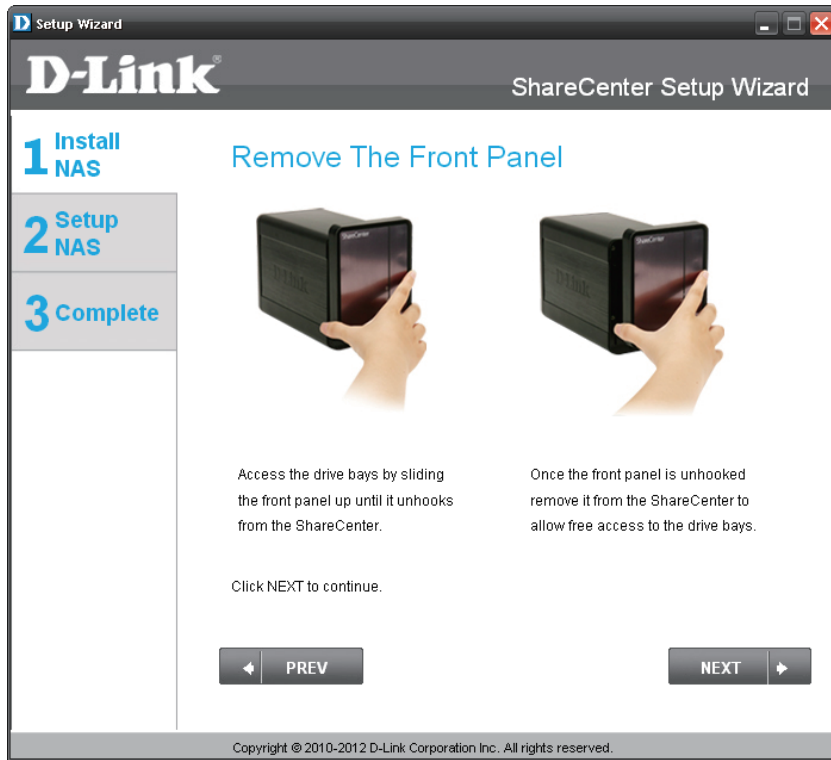 D Setup Wizard
D-Link®
ShareCenter Setup Wizard
1 Install
NAS
2 Setup
NAS
3 Complete
Remove The Front Panel
ShareCenter
D-Link
ShareCenter
D-Link
Access the drive bays by sliding
the front panel up until it unhooks
from the ShareCenter.
Once the front panel is unhooked
remove it from the ShareCenter to
allow free access to the drive bays.
Click NEXT to continue.
PREV
NEXT
Copyright © 2010-2012 D-Link Corporation Inc. All rights reserved.